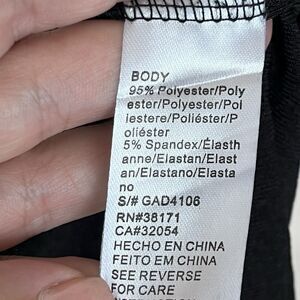 BODY
95% Polyester/Poly
ester/Polyester/Pol
iestere/Poliéster/P
oliéster
5% Spandex/Élasth
anne/Elastan/Elast
an/Elastano/Elasta
no
S/# GAD4106
RN#38171
CA#32054
HECHO EN CHINA
FEITO EM CHINA
SEE REVERSE
FOR CARE
INSTRUCTION